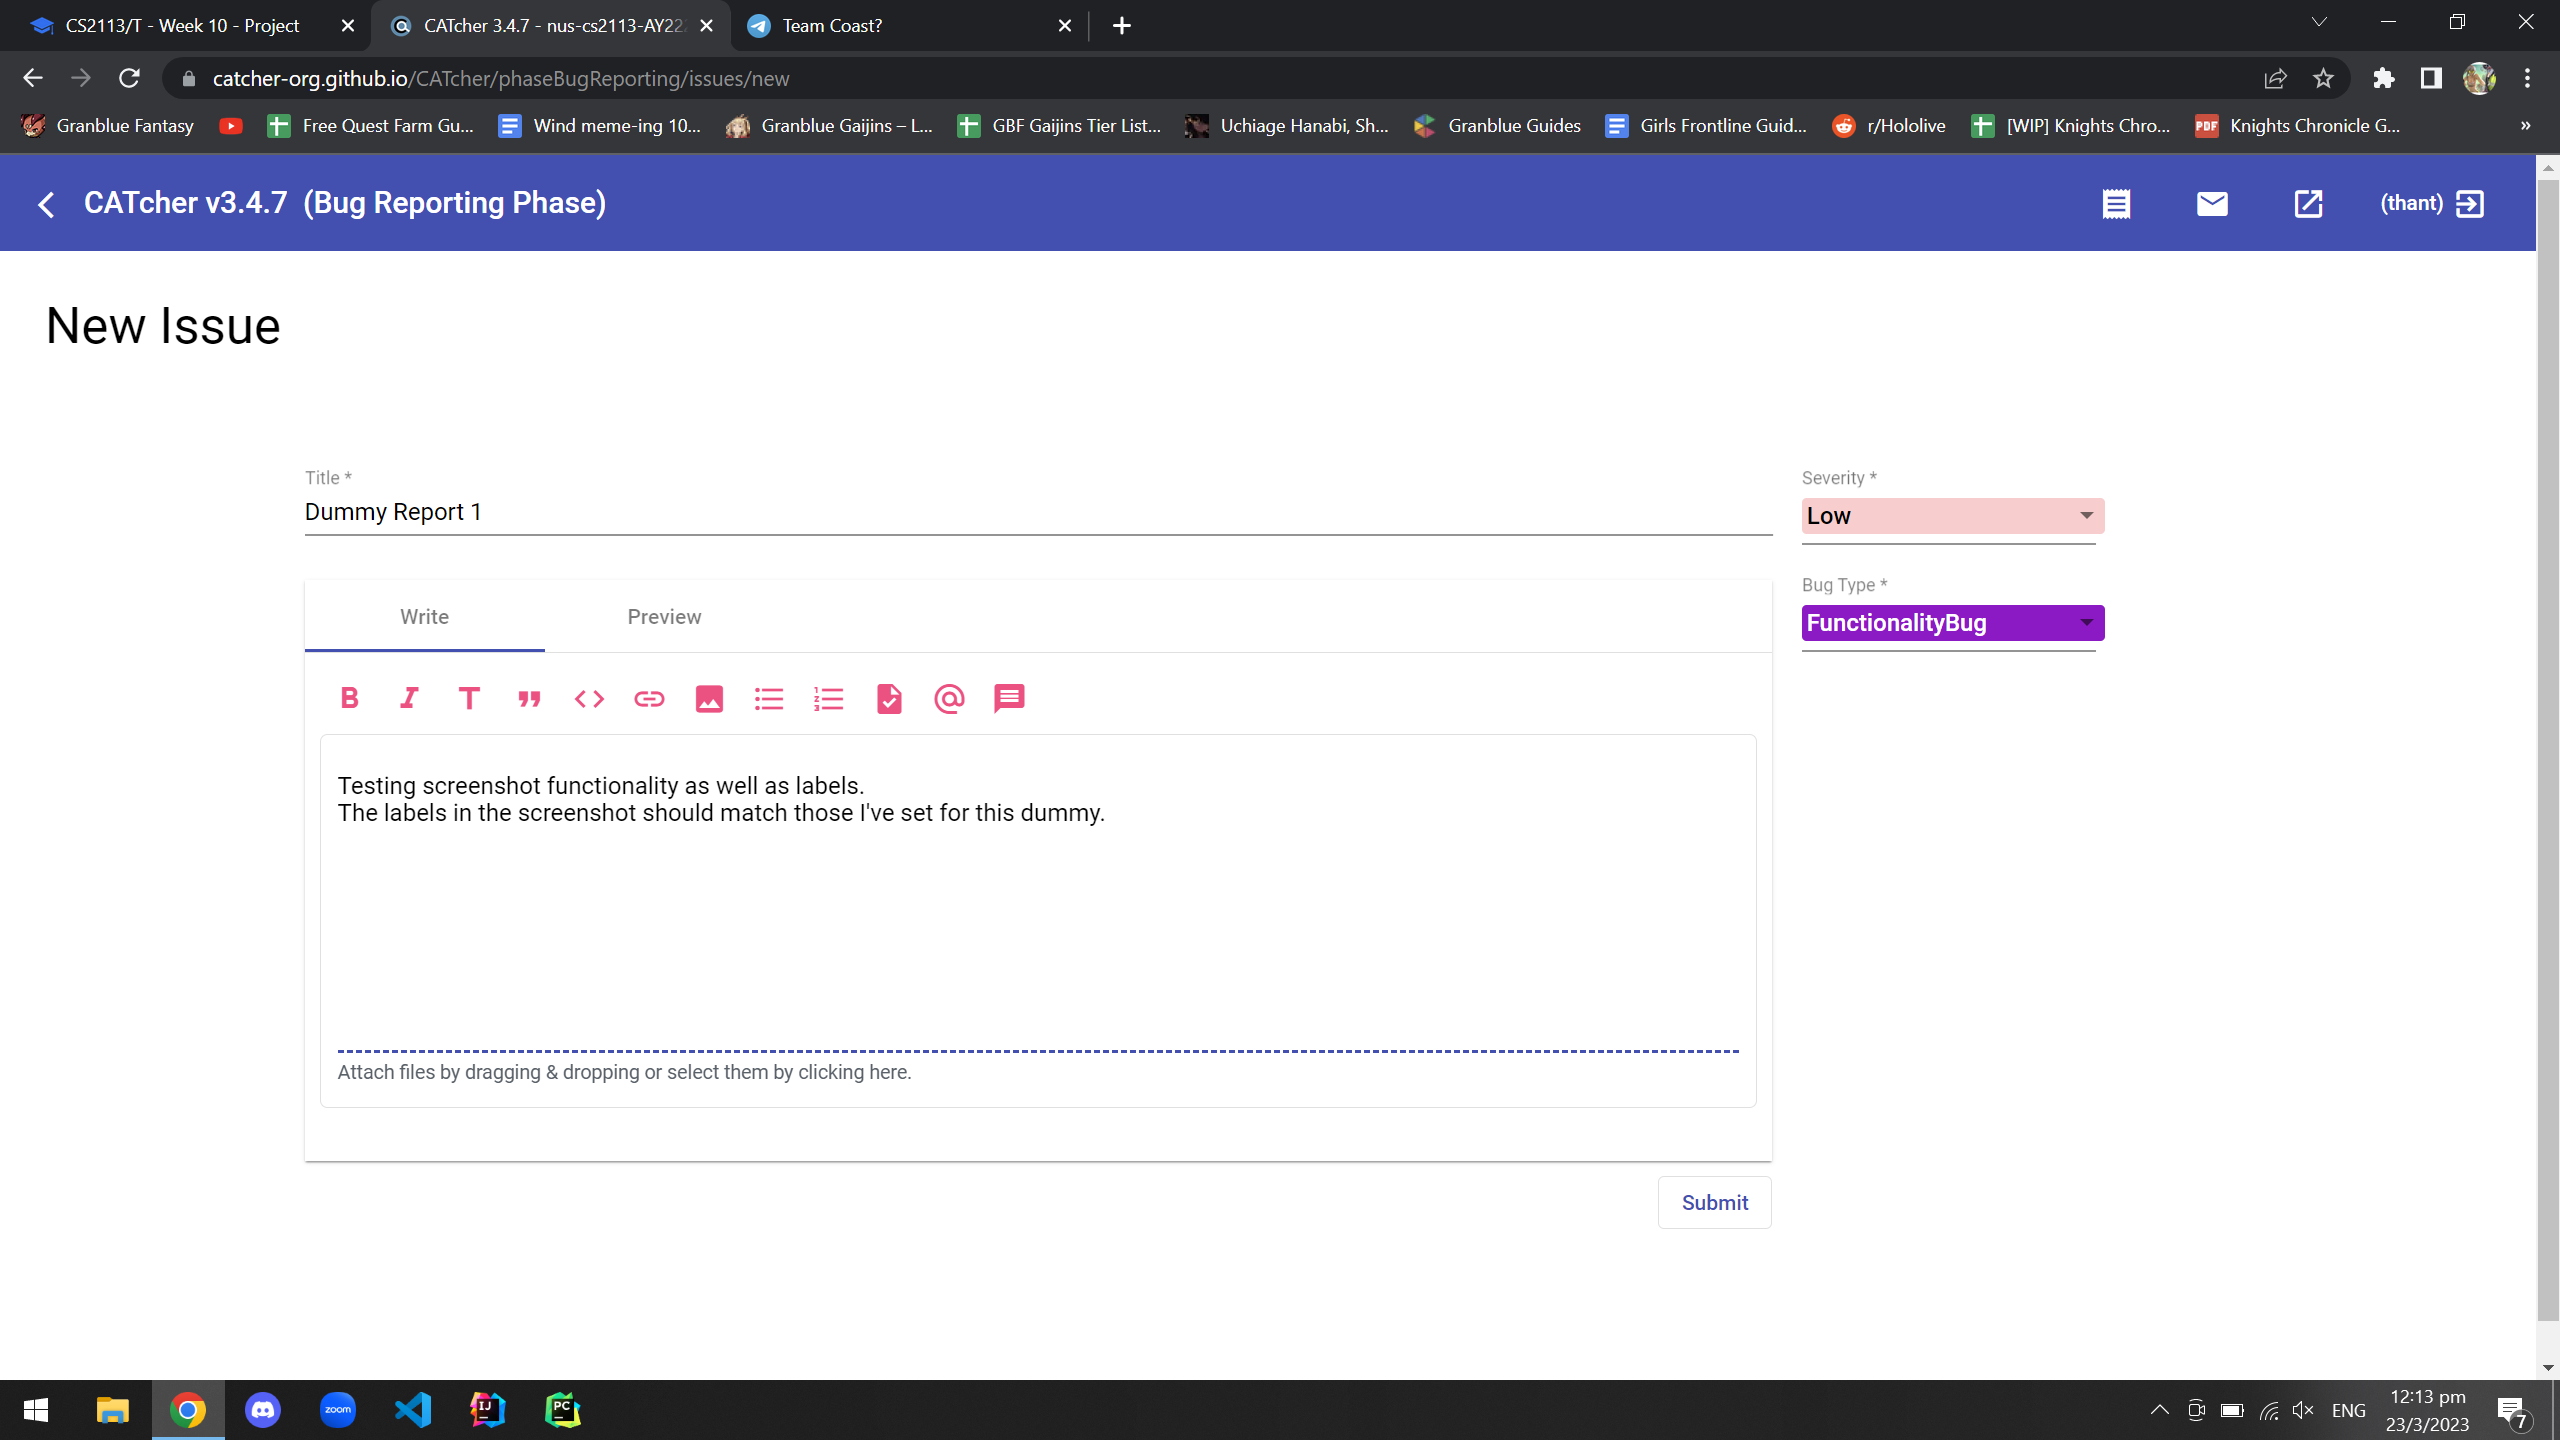 CS2113/T - Week 10 - Project
CATcher 3.4.7 - nus-cs2113-AY222
Team Coast?
catcher-org.github.io/CATcher/phaseBugReporting/issues/new
Granblue Fantasy
Free Quest Farm Gu...
Wind meme-ing 10...
Granblue Gaijins – L...
GBF Gaijins Tier List...
Uchiage Hanabi, Sh...
Granblue Guides
Girls Frontline Guid...
r/Hololive
[WIP] Knights Chro...
PDF
Knights Chronicle G...
»
CATcher v3.4.7 (Bug Reporting Phase)
(thant)
New Issue
Title *
Dummy Report 1
Severity *
Low
Bug Type *
FunctionalityBug
Write
Preview
Testing screenshot functionality as well as labels.
The labels in the screenshot should match those I've set for this dummy.
Attach files by dragging & dropping or select them by clicking here.
Submit
zoom
IJ
PC
ENG
12:13 pm
23/3/2023
7